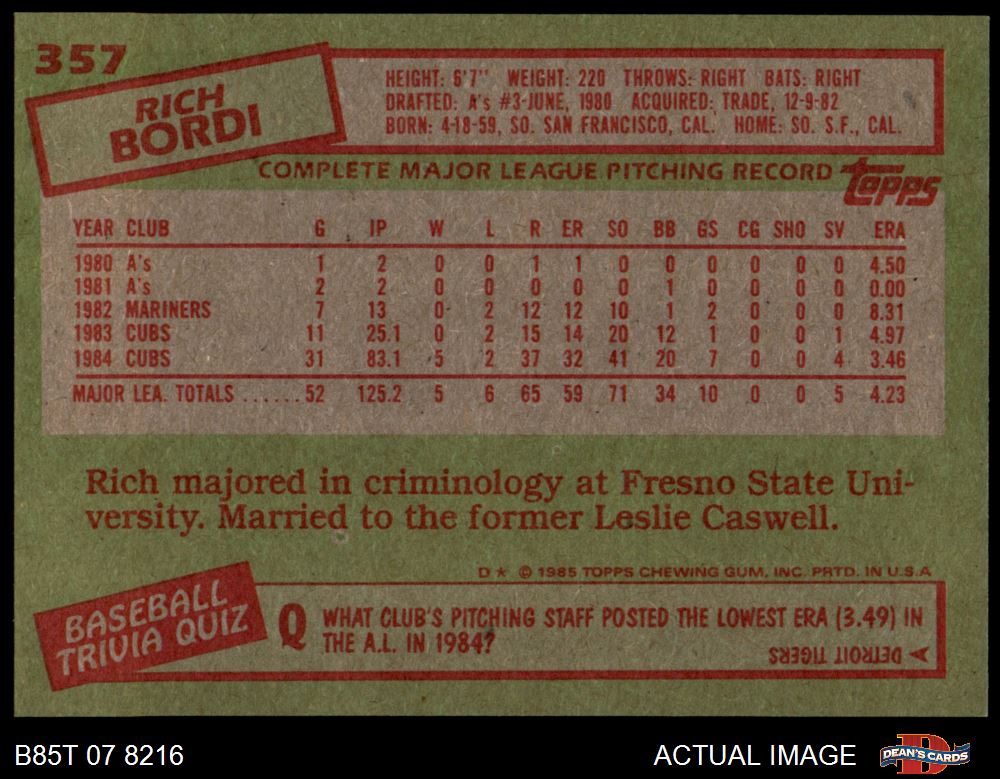 357
RICH
BORDI
HEIGHT: 6'7" WEIGHT: 220 THROWS: RIGHT BATS: RIGHT
DRAFTED: A's #3-JUNE, 1980 ACQUIRED: TRADE, 12-9-82
BORN: 4-18-59, SO. SAN FRANCISCO, CAL. HOME: SO. S.F., CAL.
COMPLETE MAJOR LEAGUE PITCHING RECORD
Topps
YEAR CLUB G IP W L R ER SO BB GS CG SHO SV ERA
1980 A's 1 2 0 0 1 1 0 0 0 0 0 0 4.50
1981 A's 2 2 0 0 0 0 0 1 0 0 0 0 0.00
1982 MARINERS 7 13 0 2 12 12 10 1 2 0 0 0 8.31
1983 CUBS 11 25.1 0 2 15 14 20 12 1 0 0 1 4.97
1984 CUBS 31 83.1 5 2 37 32 41 20 7 0 0 4 3.46
MAJOR LEA. TOTALS ......52 125.2 5 6 65 59 71 34 10 0 0 5 4.23
Rich majored in criminology at Fresno State Uni-
versity. Married to the former Leslie Caswell.
D★ © 1985 TOPPS CHEWING GUM, INC. PRTD. IN U.S.A.
BASEBALL
TRIVIA QUIZ
Q WHAT CLUB'S PITCHING STAFF POSTED THE LOWEST ERA (3.49) IN
THE A.L. IN 1984?
A DETROIT TIGERS
B85T 07 8216
ACTUAL IMAGE
D
DEAN'S CARDS